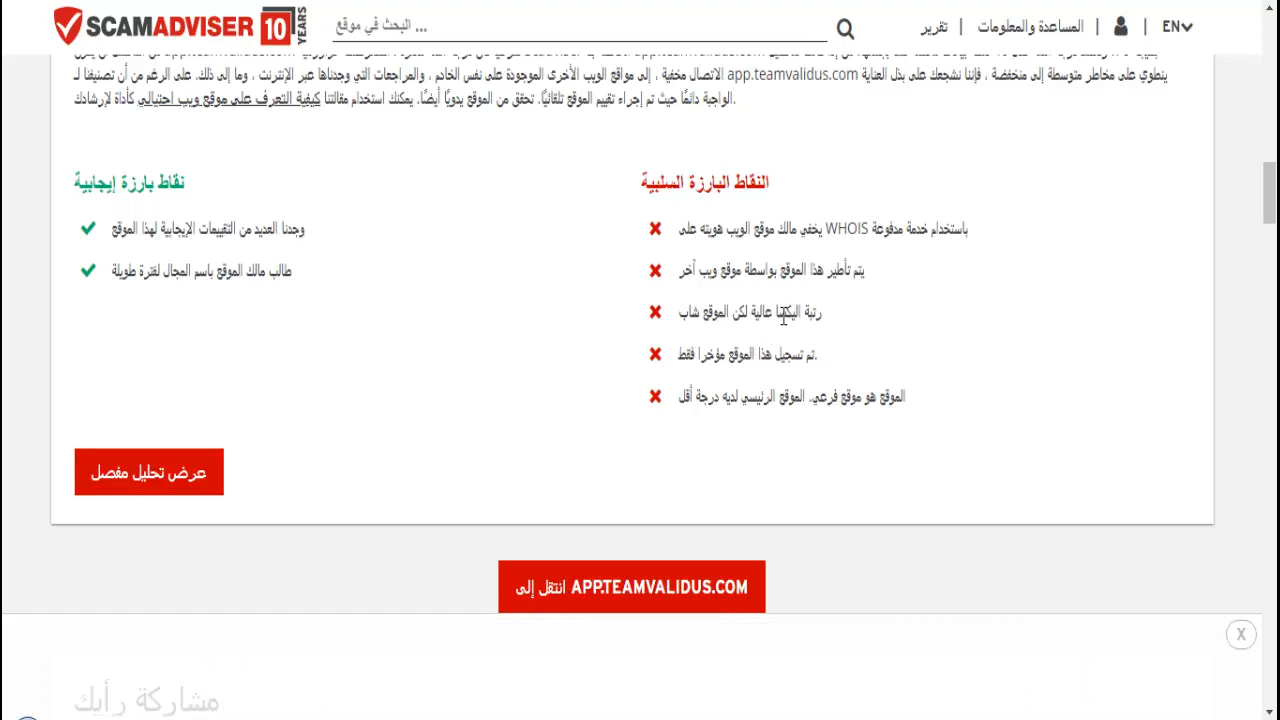 SCAMADVISER 10 YEARS
البحث في موقع ...
تقرير | المساعدة والمعلومات | EN
ينطوي على مخاطر متوسطة إلى منخفضة ، فإننا نشجعك على بذل العناية app.teamvalidus.com الاتصال مخفية ، إلى مواقع الويب الأخرى الموجودة على نفس الخادم ، والمراجعات التي وجدناها عبر الإنترنت ، وما إلى ذلك. على الرغم من أن تصنيفنا لـ
الواجبة دائمًا حيث تم إجراء تقييم الموقع تلقائيًا. تحقق من الموقع يدويًا أيضًا. يمكنك استخدام مقالتنا كيفية التعرف على موقع ويب احتيالي كأداة لإرشادك.
نقاط بارزة إيجابية
وجدنا العديد من التقييمات الإيجابية لهذا الموقع
طالب مالك الموقع باسم المجال لفترة طويلة
النقاط البارزة السلبية
باستخدام خدمة مدفوعة WHOIS يخفي مالك موقع الويب هويته على
يتم تأطير هذا الموقع بواسطة موقع ويب آخر
رتبة اليكسا عالية لكن الموقع شاب
تم تسجيل هذا الموقع مؤخرا فقط.
الموقع هو موقع فرعي. الموقع الرئيسي لديه درجة أقل
عرض تحليل مفصل
انتقل إلى APP.TEAMVALIDUS.COM
X
مشاركة رأيك